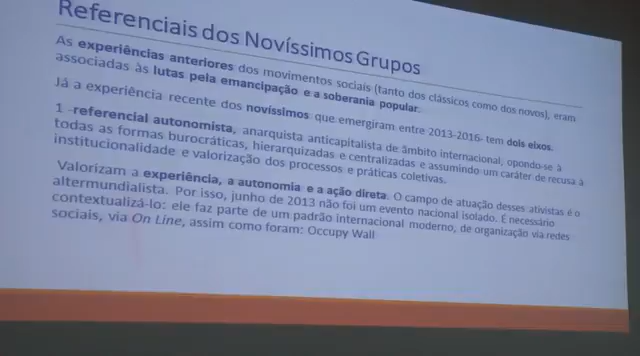 Referenciais dos Novíssimos Grupos
As experiências anteriores dos movimentos sociais (tanto dos clássicos como dos novos), eram
associadas às lutas pela emancipação e a soberania popular.
Já a experiência recente dos novíssimos que emergiram entre 2013-2016- tem dois eixos.
1 -referencial autonomista, anarquista anticapitalista de âmbito internacional, opondo-se à
todas as formas burocráticas, hierarquizadas e centralizadas e assumindo um caráter de recusa à
institucionalidade e valorização dos processos e práticas coletivas.
Valorizam a experiência, a autonomia e a ação direta. O campo de atuação desses ativistas é o
altermundialista. Por isso, junho de 2013 não foi um evento nacional isolado. É necessário
contextualizá-lo: ele faz parte de um padrão internacional moderno, de organização via redes
sociais, via On Line, assim como foram: Occupy Wall